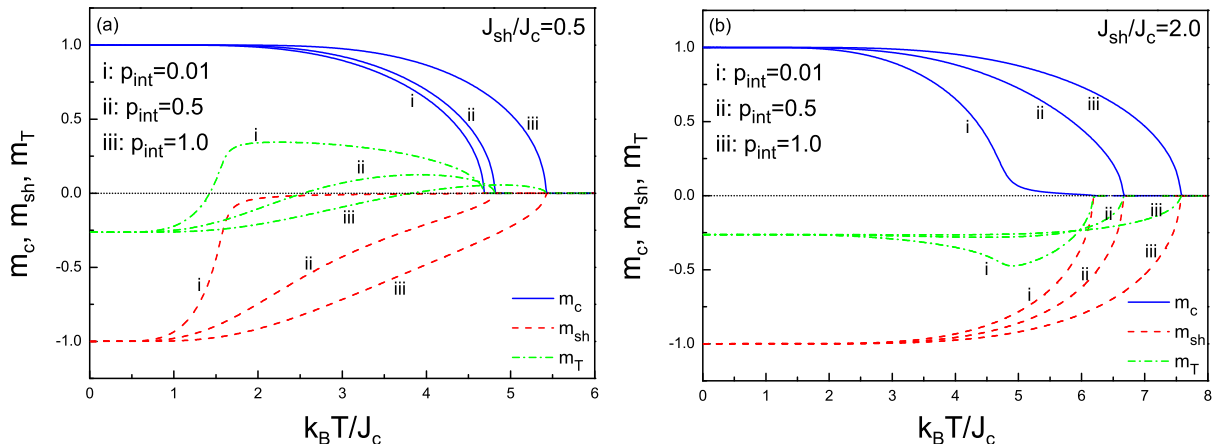 (a)
J_sh/J_c=0.5
1.0
i: p_int=0.01
ii: p_int=0.5
iii: p_int=1.0
0.5
0.0
-0.5
-1.0
i
ii
iii
i
ii
iii
i
ii
iii
m_c
m_sh
m_T
0 1 2 3 4 5 6
k_BT/J_c
m_c, m_sh, m_T
(b)
J_sh/J_c=2.0
1.0
i: p_int=0.01
ii: p_int=0.5
iii: p_int=1.0
0.5
0.0
-0.5
-1.0
i
ii
iii
ii
iii
i
i
ii
iii
m_c
m_sh
m_T
0 1 2 3 4 5 6 7 8
k_BT/J_c
m_c, m_sh, m_T